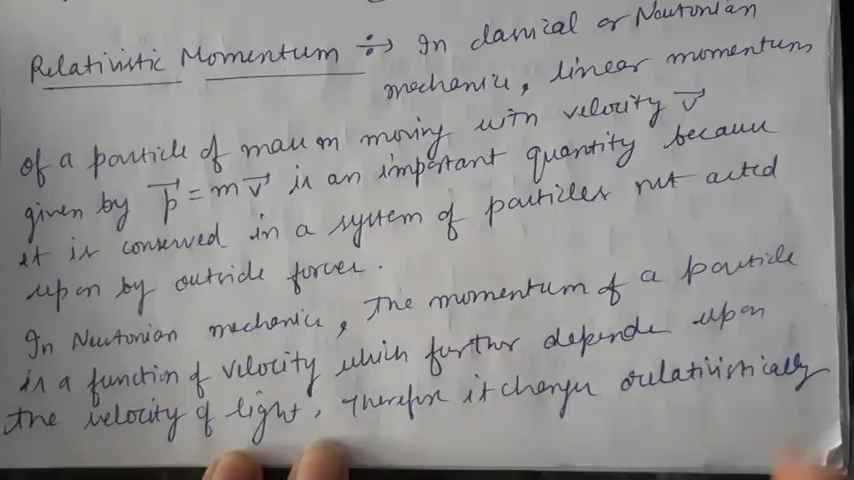 Relativistic Momentum ÷→ In classical or Newtonian
mechanics, linear momentum
of a particle of mass m moving with velocity v⃗
given by p⃗ = m v⃗ is an important quantity because
it is conserved in a system of particles not acted
upon by outside forces.
In Newtonian mechanics, The momentum of a particle
is a function of velocity which further depends upon
the velocity of light, Therefore it changes relativistically